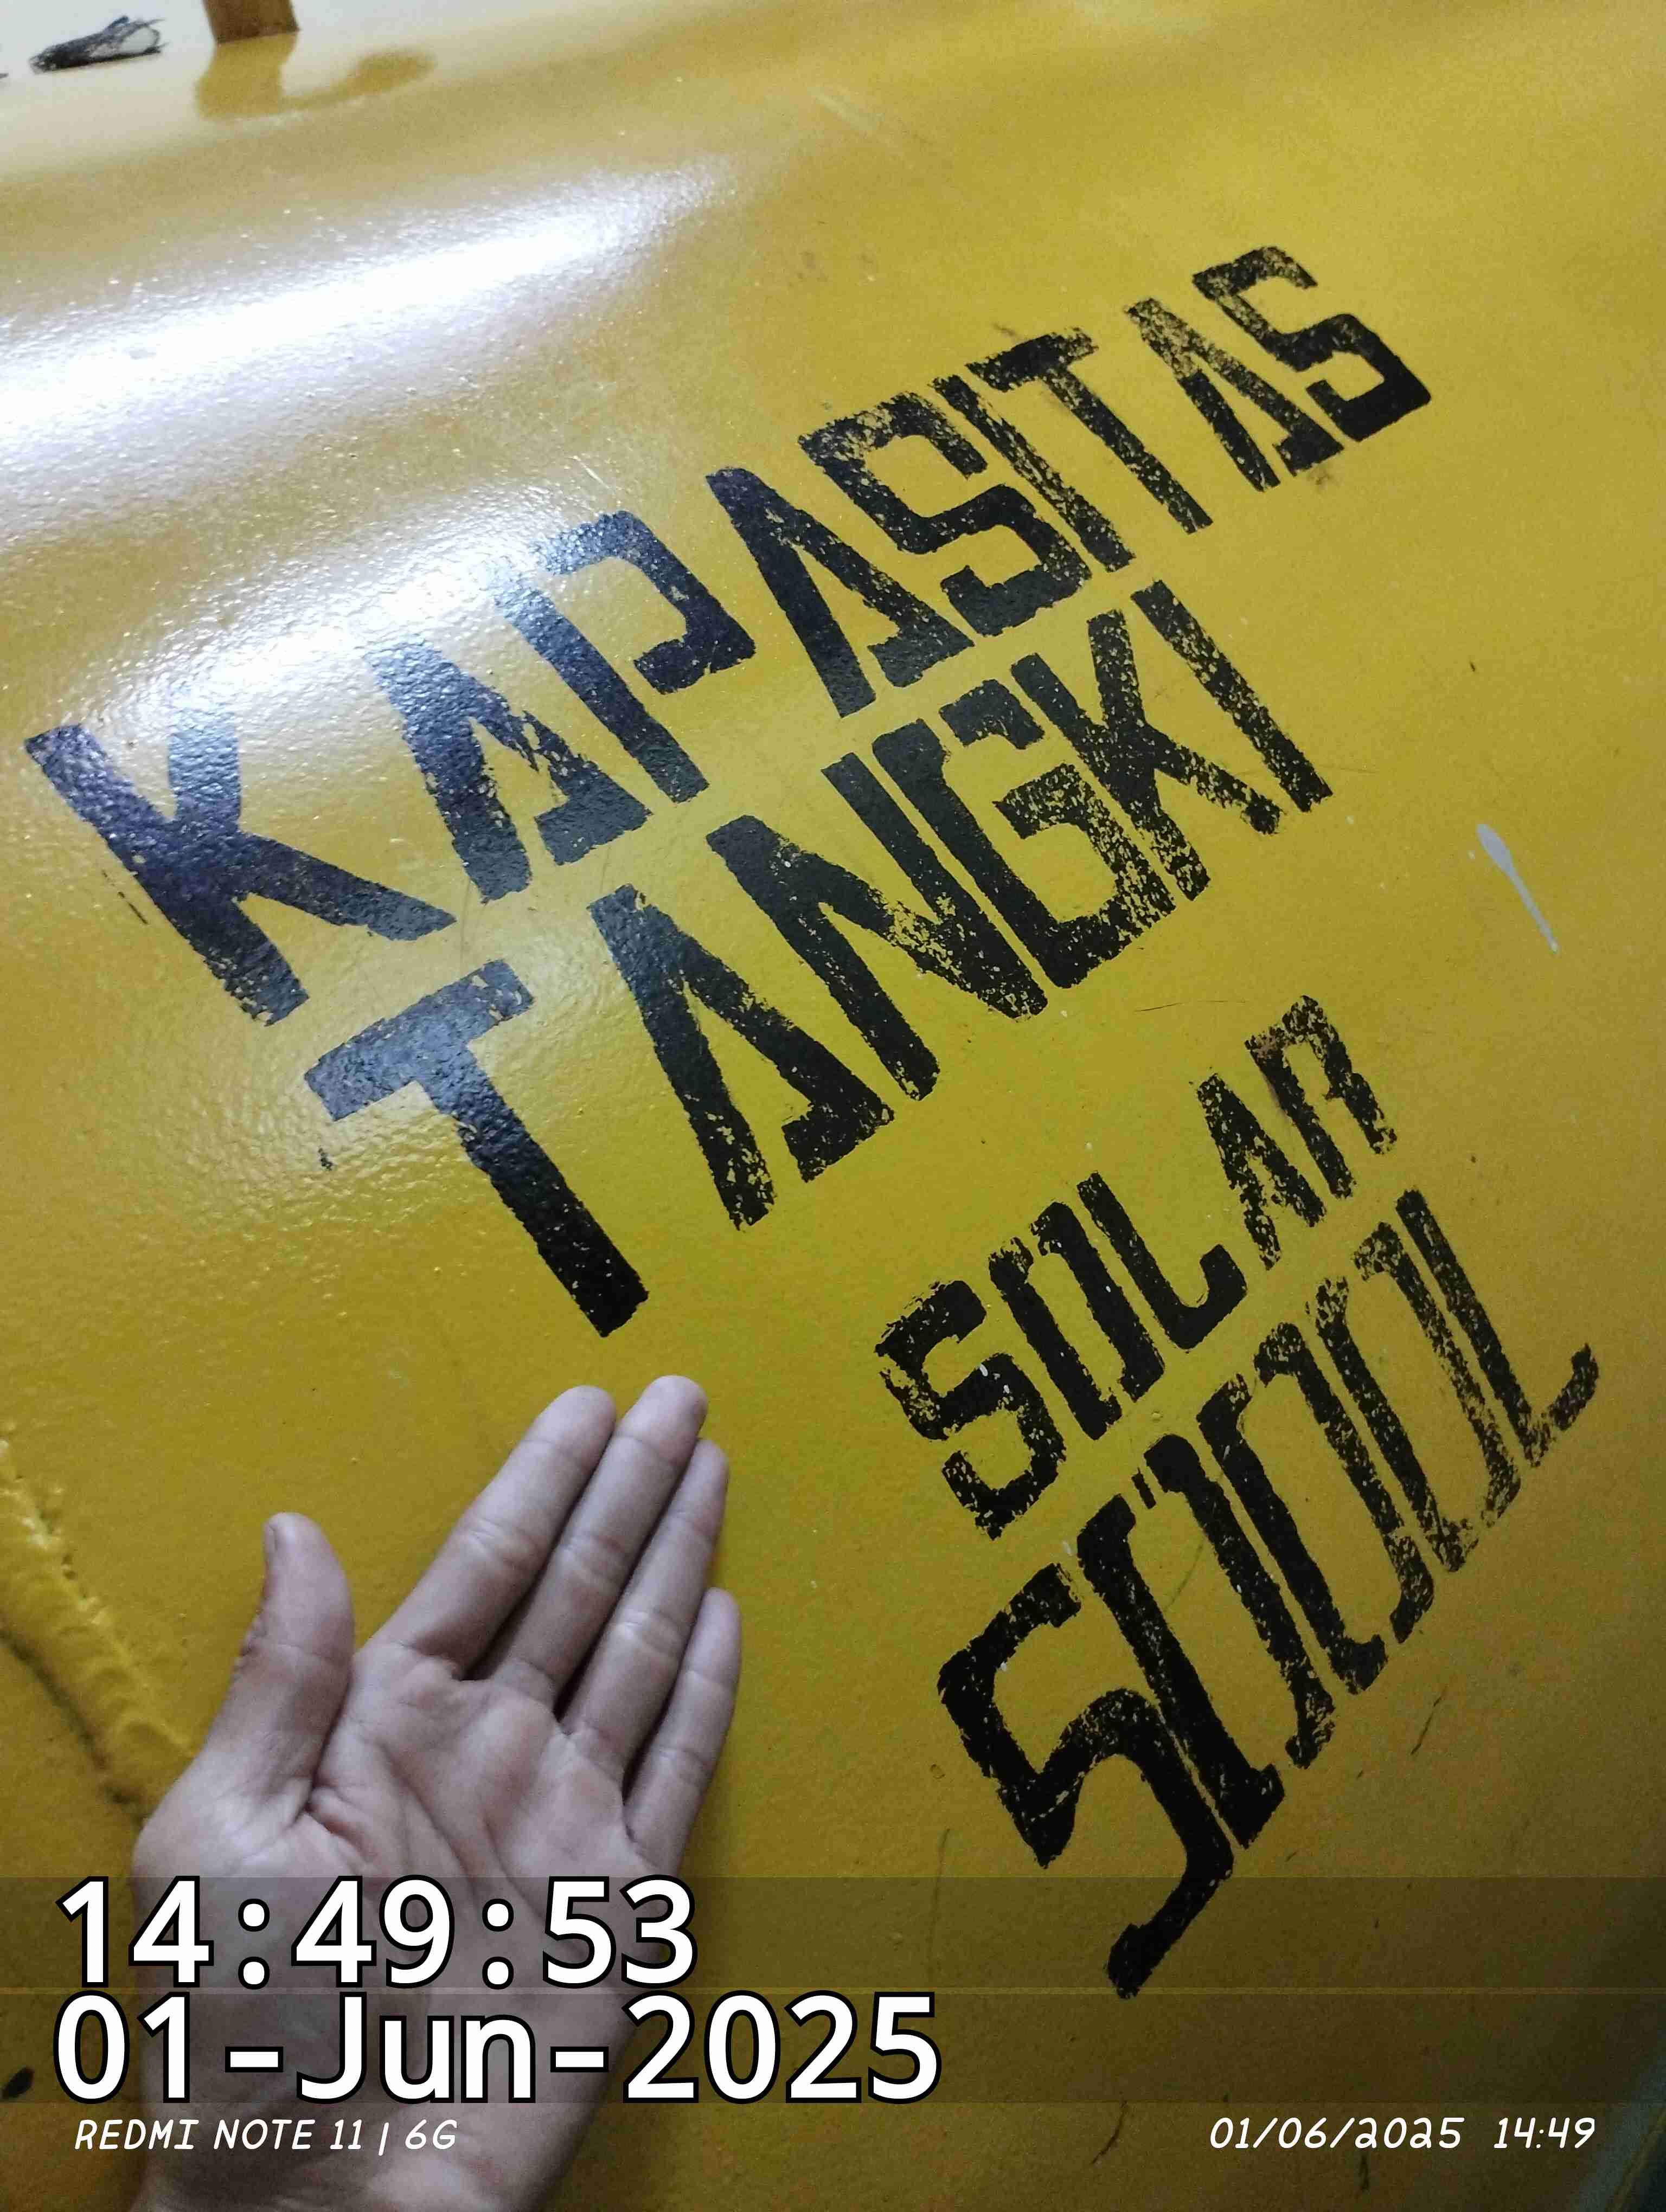 KAPASITAS
TANGKI
SOLAR
5000L
14:49:53
01-Jun-2025
REDMI NOTE 11 | 6G
01/06/2025 14:49